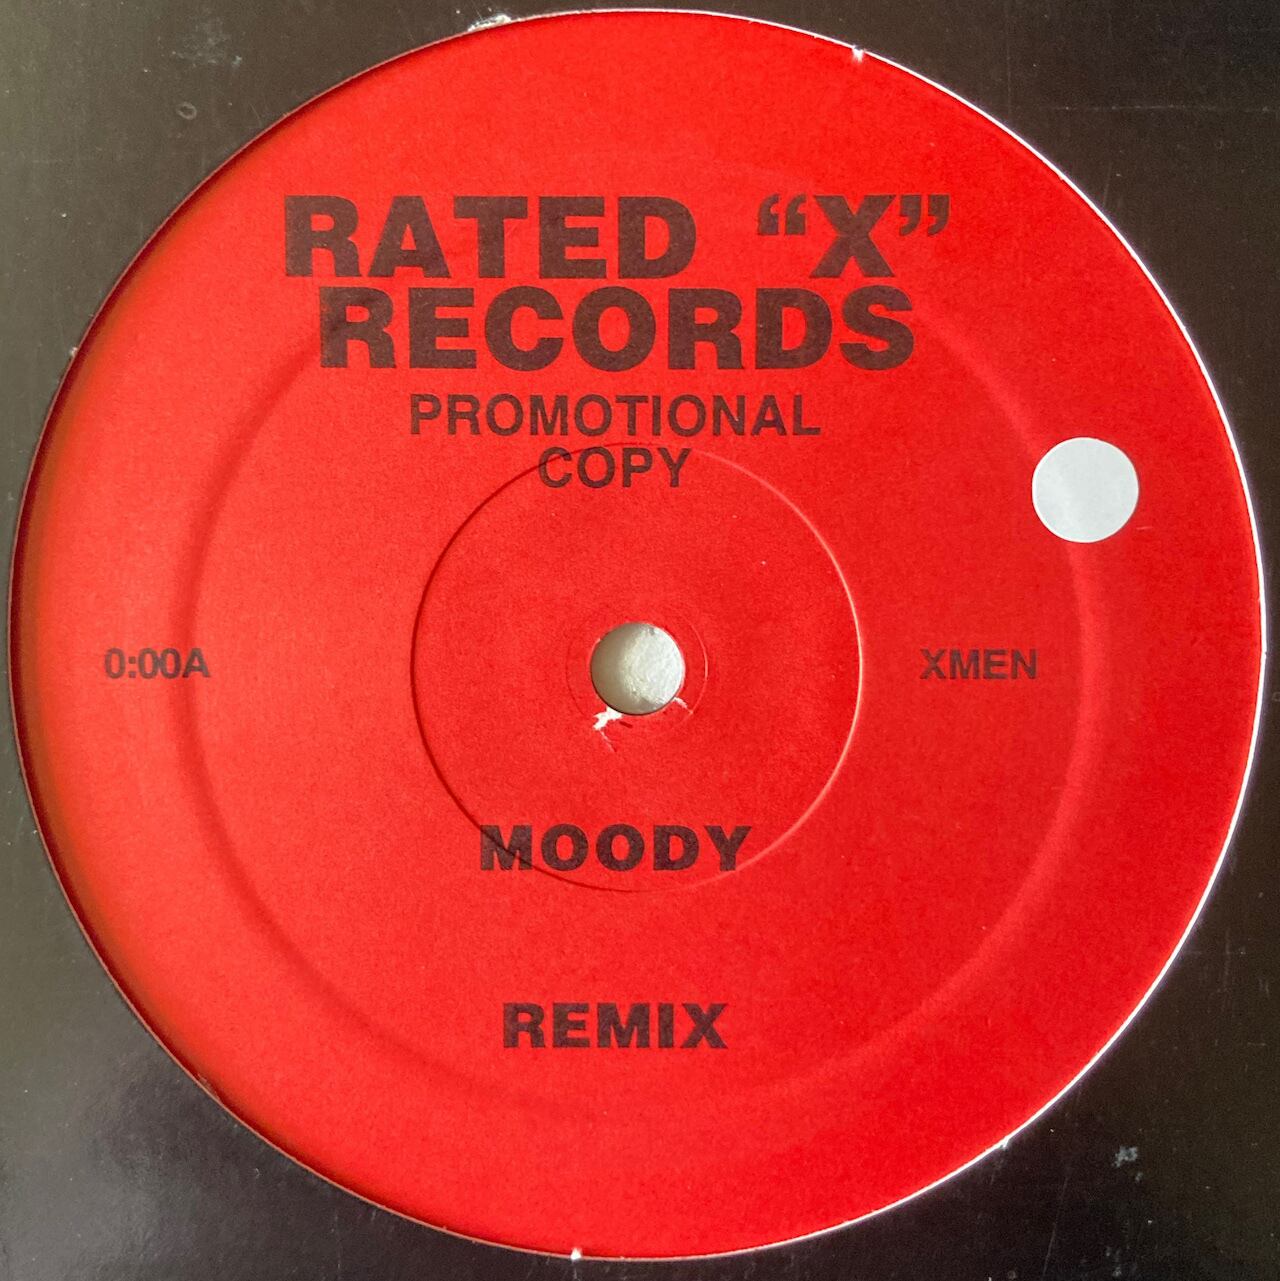 RATED “X”
RECORDS
PROMOTIONAL
COPY
0:00A
XMEN
MOODY
REMIX